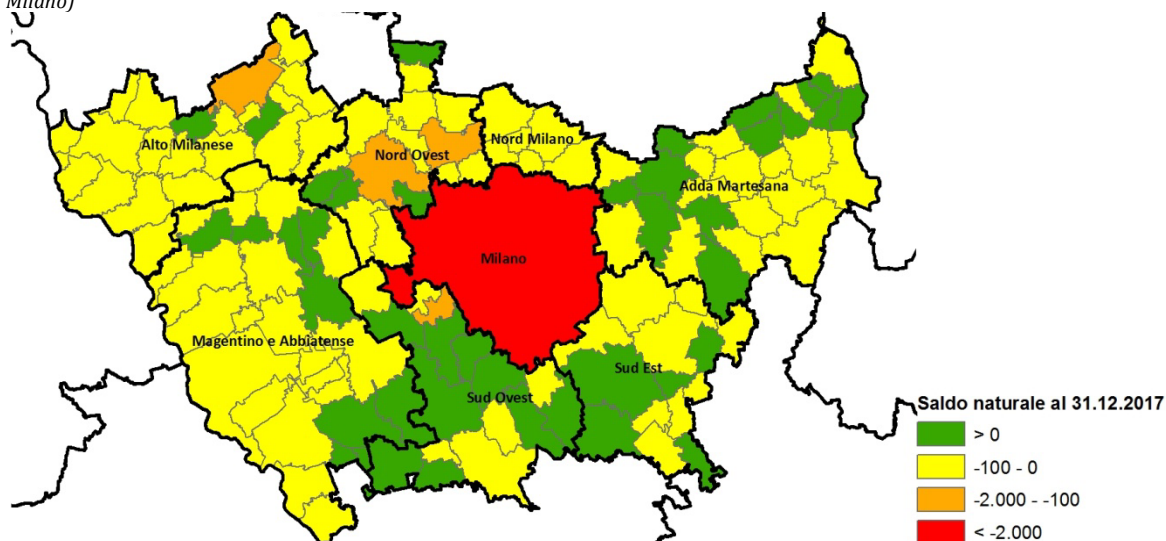 Milano)
Alto Milanese
Nord Ovest
Nord Milano
Adda Martesana
Milano
Magentino e Abbiatense
Sud Ovest
Sud Est
Saldo naturale al 31.12.2017
> 0
-100 - 0
-2.000 - -100
< -2.000